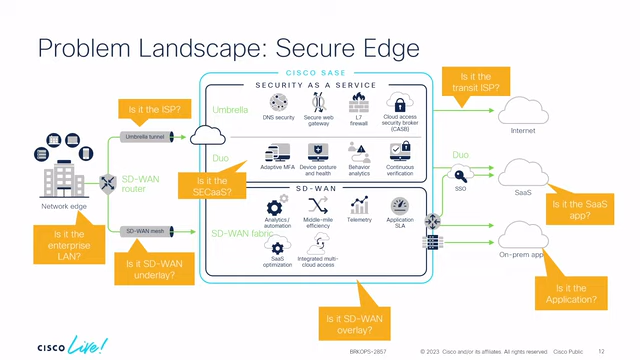 Problem Landscape: Secure Edge
CISCO SASE
SECURITY AS A SERVICE
Is it the ISP?
Is it the
transit ISP?
Umbrella
DNS security
Secure web
gateway
L7
firewall
Cloud access
security broker
(CASB)
Internet
Umbrella tunnel
Duo
Adaptive MFA
Device posture
and health
Behavior
analytics
Continuous
verification
Duo
SSO
SaaS
SD-WAN
router
Is it the
SECaaS?
Network edge
SD-WAN
Analytics/
automation
Middle-mile
efficiency
Telemetry
Application
SLA
Is it the SaaS
app?
Is it the
enterprise
LAN?
SD-WAN mesh
SD-WAN fabric
SaaS
optimization
Integrated multi-
cloud access
On-prem app
Is it SD-WAN
underlay?
Is it the
Application?
Is it SD-WAN
overlay?
CISCO Live!
BRKOPS-2857
© 2023 Cisco and/or its affiliates. All rights reserved. Cisco Public
12